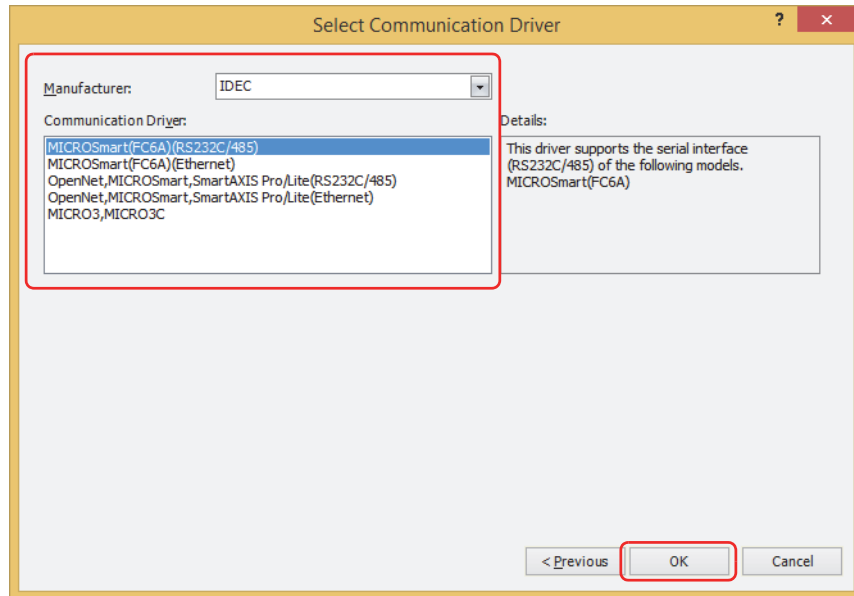 Select Communication Driver
?
×
Manufacturer:
IDEC
Communication Driver:
MICROSmart(FC6A)(RS232C/485)
MICROSmart(FC6A)(Ethernet)
OpenNet,MICROSmart,SmartAXIS Pro/Lite(RS232C/485)
OpenNet,MICROSmart,SmartAXIS Pro/Lite(Ethernet)
MICRO3,MICRO3C
Details:
This driver supports the serial interface
(RS232C/485) of the following models.
MICROSmart(FC6A)
< Previous
OK
Cancel